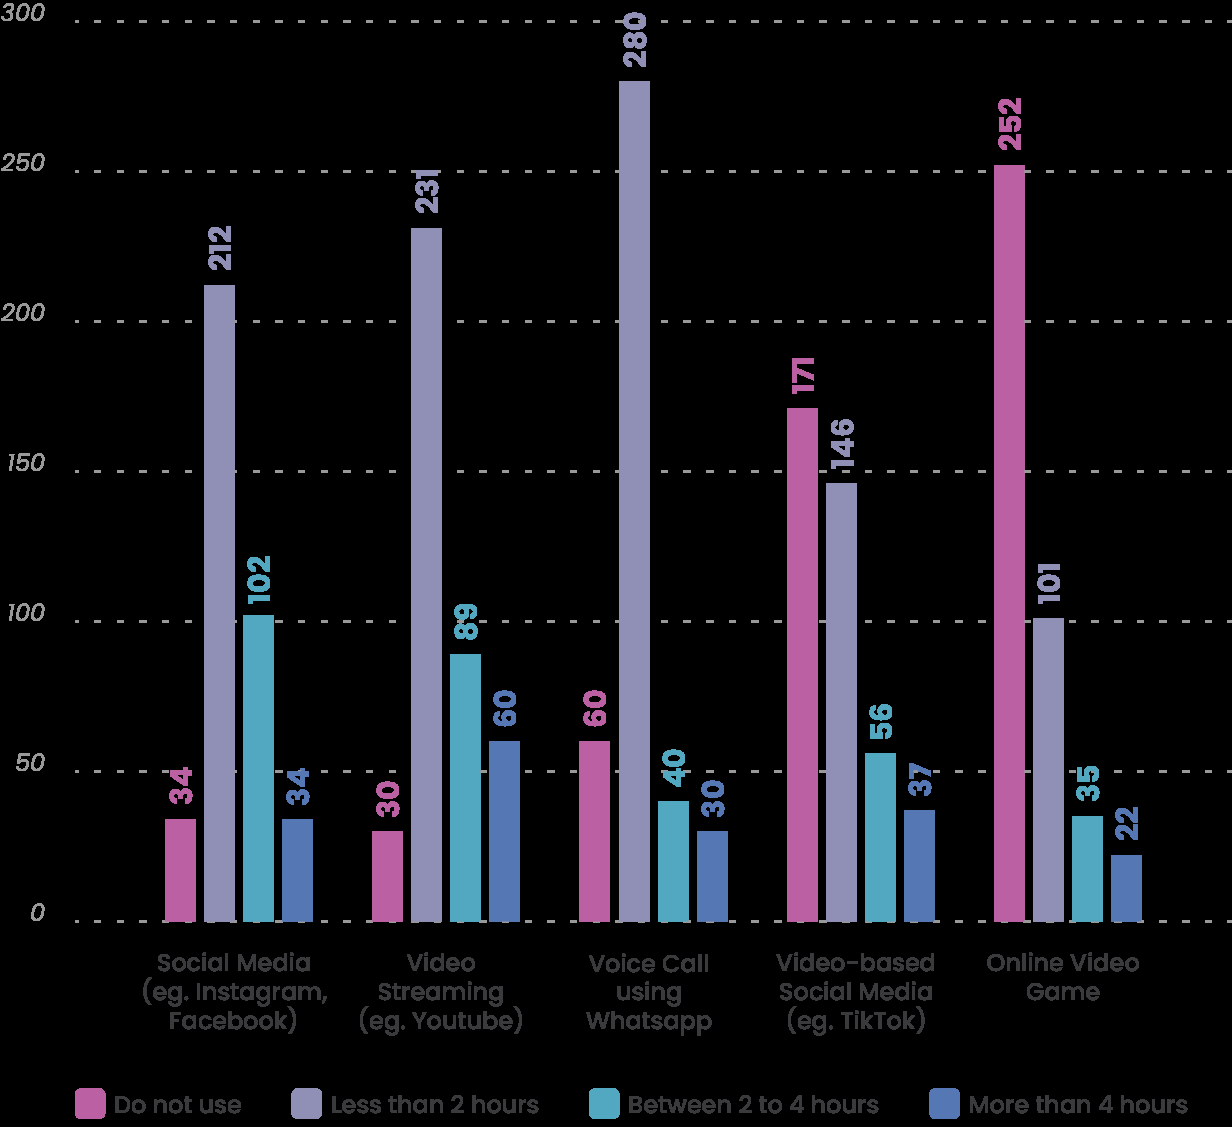 300
250
200
150
100
50
0
34
212
102
34
30
231
89
60
60
280
40
30
171
146
56
37
252
101
35
22
Social Media
(eg. Instagram,
Facebook)
Video
Streaming
(eg. Youtube)
Voice Call
using
Whatsapp
Video-based
Social Media
(eg. TikTok)
Online Video
Game
Do not use
Less than 2 hours
Between 2 to 4 hours
More than 4 hours